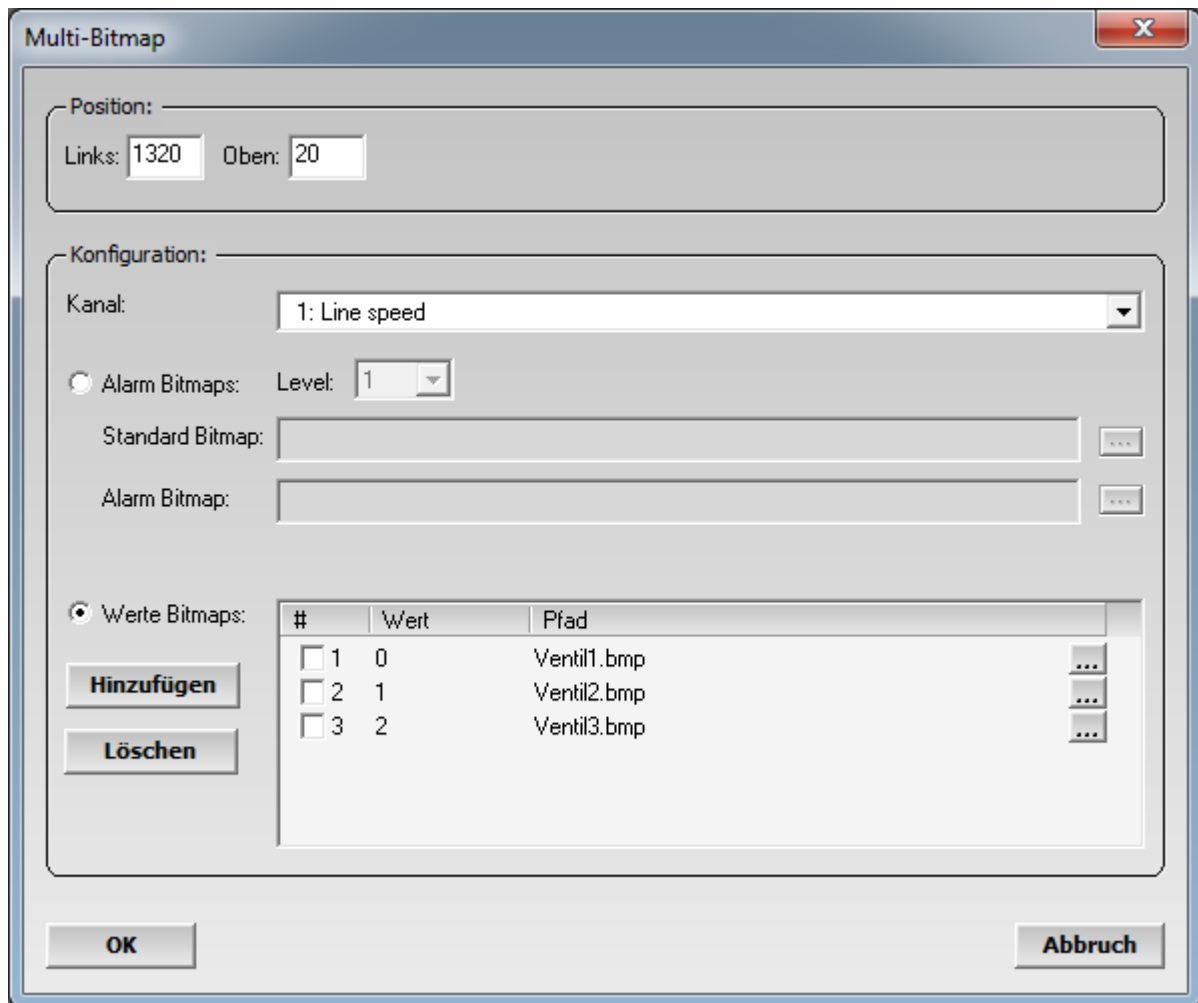 Multi-Bitmap
Position:
Links: 1320 Oben: 20
Konfiguration:
Kanal: 1: Line speed
Alarm Bitmaps: Level: 1
Standard Bitmap: ...
Alarm Bitmap: ...
Werte Bitmaps:
# Wert Pfad
1 0 Ventil1.bmp ...
2 1 Ventil2.bmp ...
3 2 Ventil3.bmp ...
Hinzufügen
Löschen
OK Abbruch